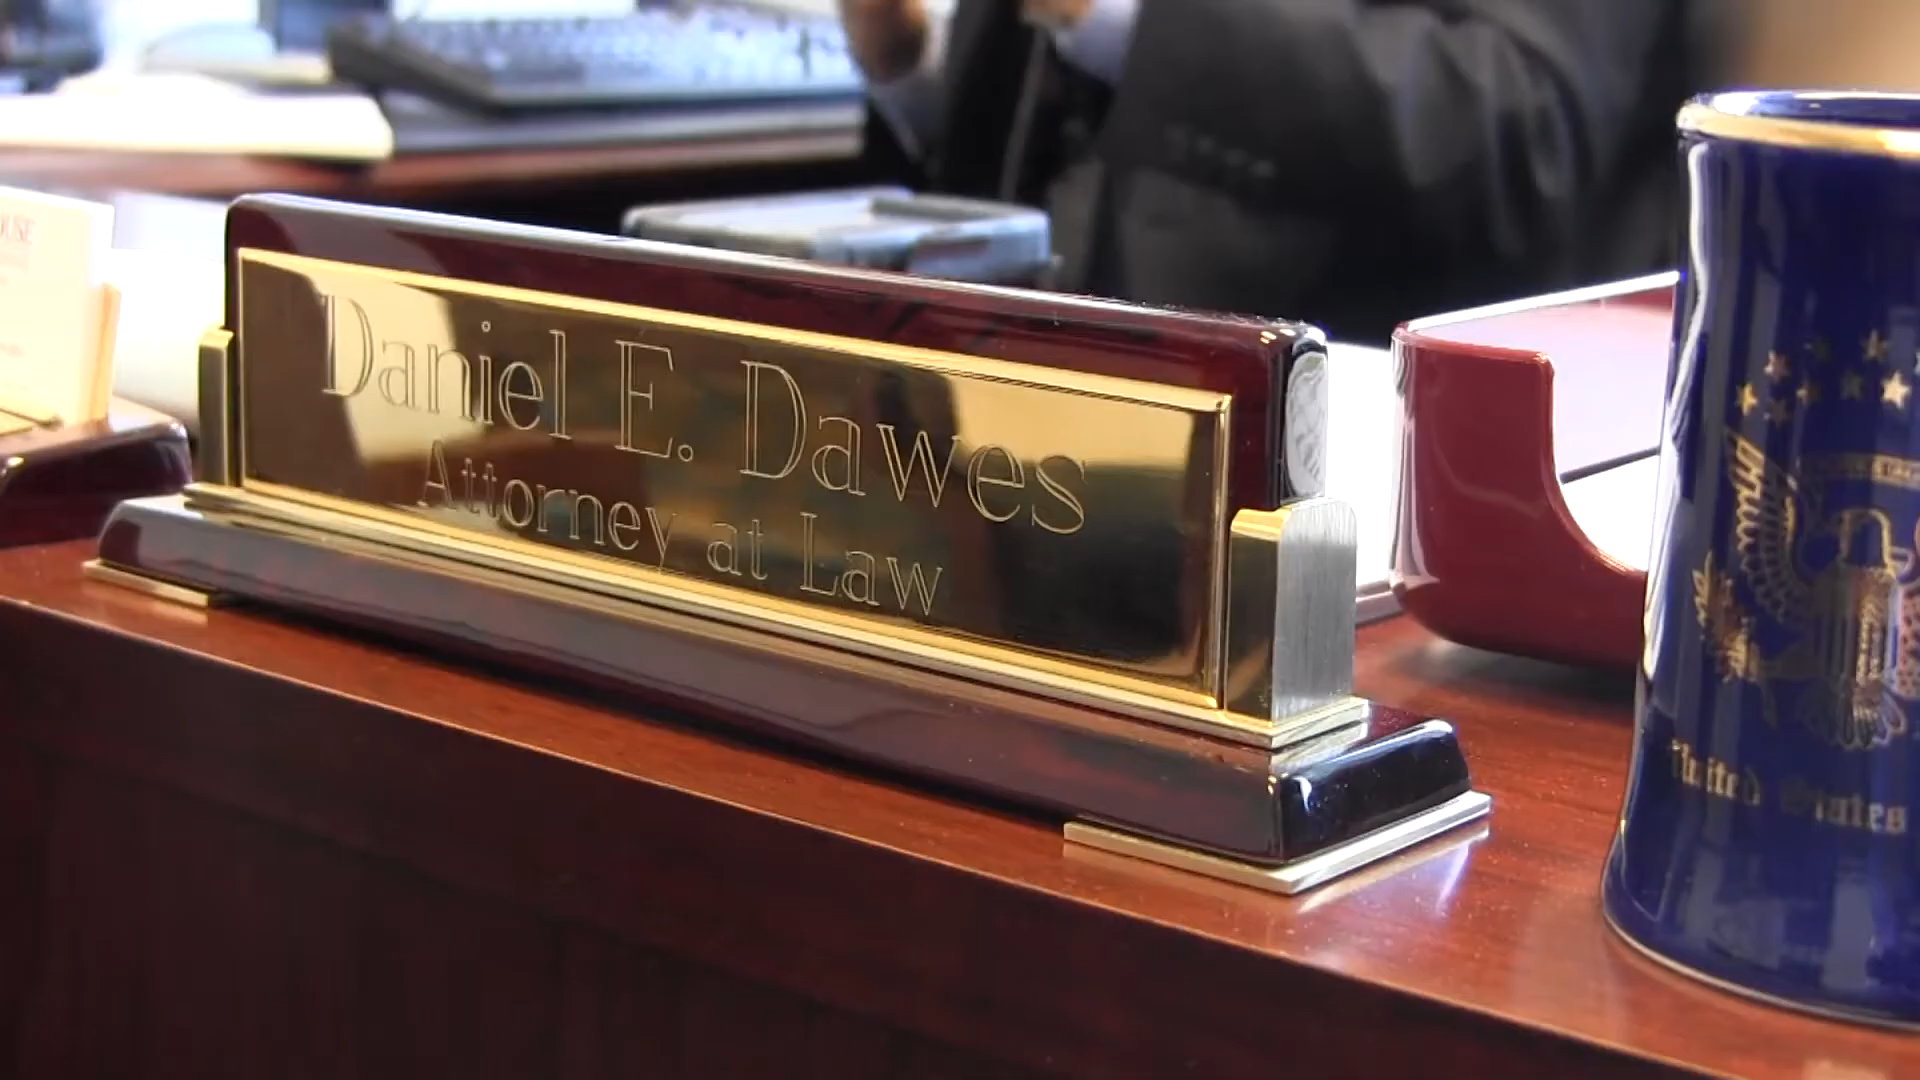 Daniel E. Dawes
Attorney at Law
United States